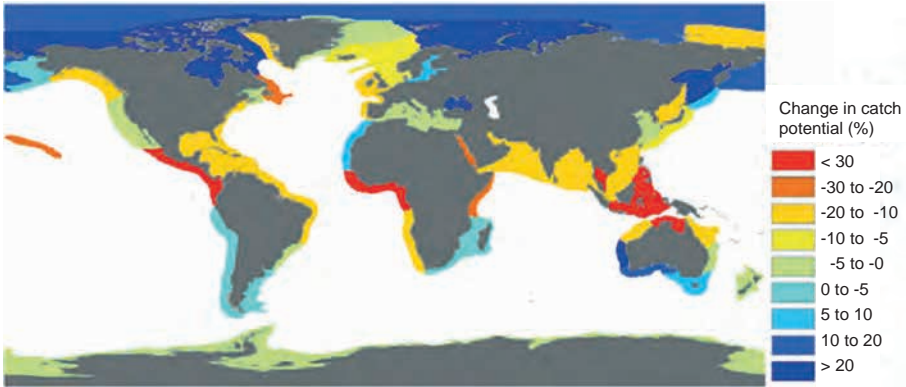 Change in catch
potential (%)
< 30
-30 to -20
-20 to -10
-10 to -5
-5 to -0
0 to -5
5 to 10
10 to 20
> 20